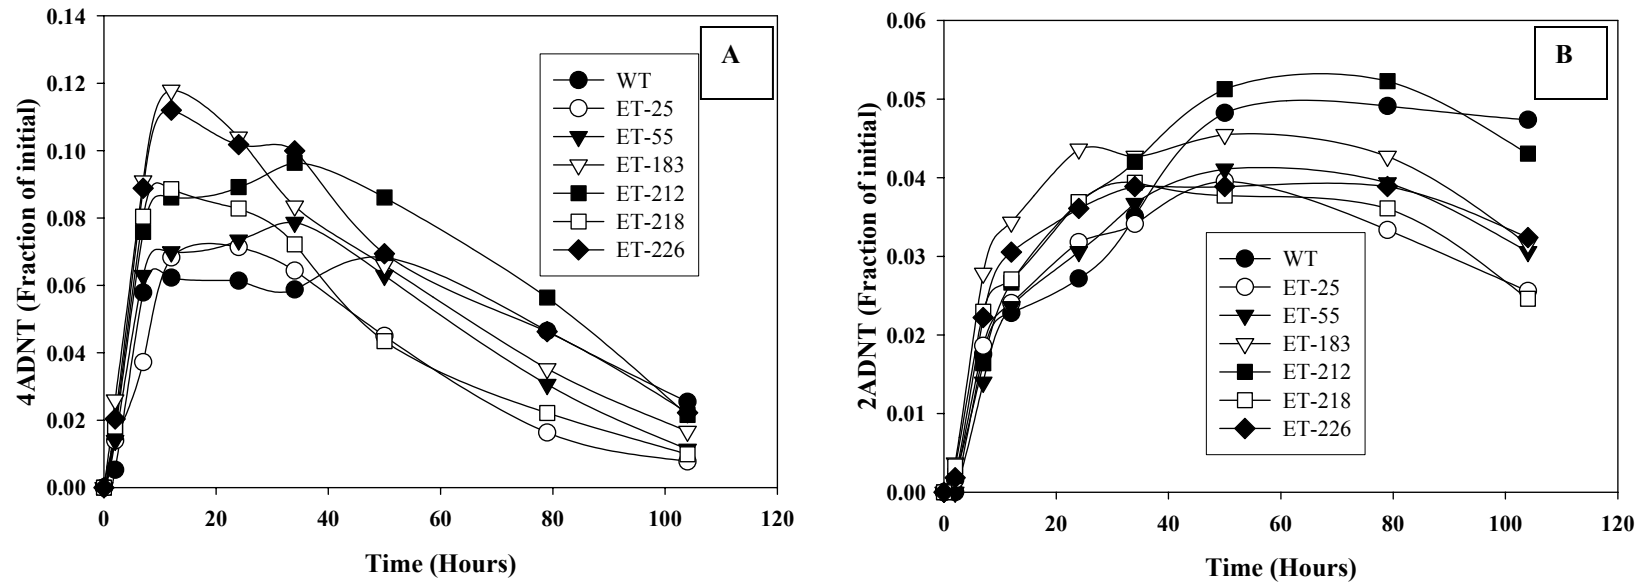 A
4ADNT (Fraction of initial)
0.14
0.12
0.10
0.08
0.06
0.04
0.02
0.00
0
20
40
60
80
100
120
Time (Hours)
WT
ET-25
ET-55
ET-183
ET-212
ET-218
ET-226
B
2ADNT (Fraction of initial)
0.06
0.05
0.04
0.03
0.02
0.01
0.00
0
20
40
60
80
100
120
Time (Hours)
WT
ET-25
ET-55
ET-183
ET-212
ET-218
ET-226